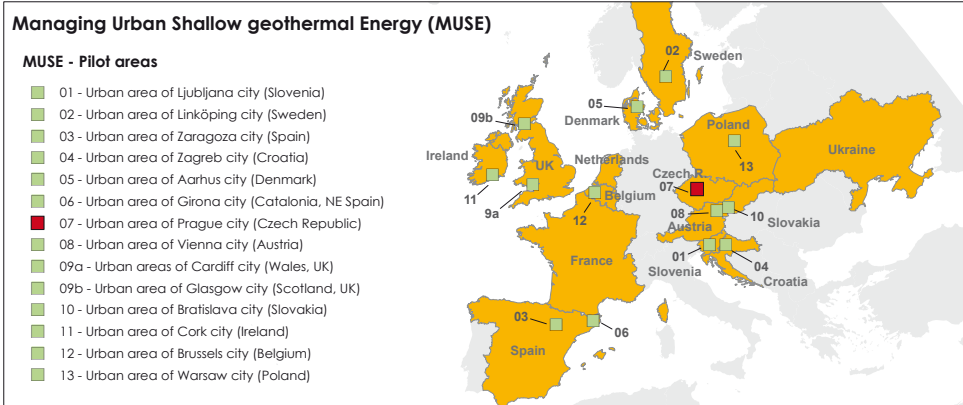 Managing Urban Shallow geothermal Energy (MUSE)
MUSE - Pilot areas
01 - Urban area of Ljubljana city (Slovenia)
02 - Urban area of Linköping city (Sweden)
03 - Urban area of Zaragoza city (Spain)
04 - Urban area of Zagreb city (Croatia)
05 - Urban area of Aarhus city (Denmark)
06 - Urban area of Girona city (Catalonia, NE Spain)
07 - Urban area of Prague city (Czech Republic)
08 - Urban area of Vienna city (Austria)
09a - Urban areas of Cardiff city (Wales, UK)
09b - Urban areas of Glasgow city (Scotland, UK)
10 - Urban area of Bratislava city (Slovakia)
11 - Urban area of Cork city (Ireland)
12 - Urban area of Brussels city (Belgium)
13 - Urban area of Warsaw city (Poland)
02
Sweden
05
Denmark
09b
Ireland
UK
11
9a
Netherlands
Belgium
12
Poland
13
Ukraine
Czech R.
07
08
Austria
10
Slovakia
France
01
Slovenia
04
Croatia
03
Spain
06